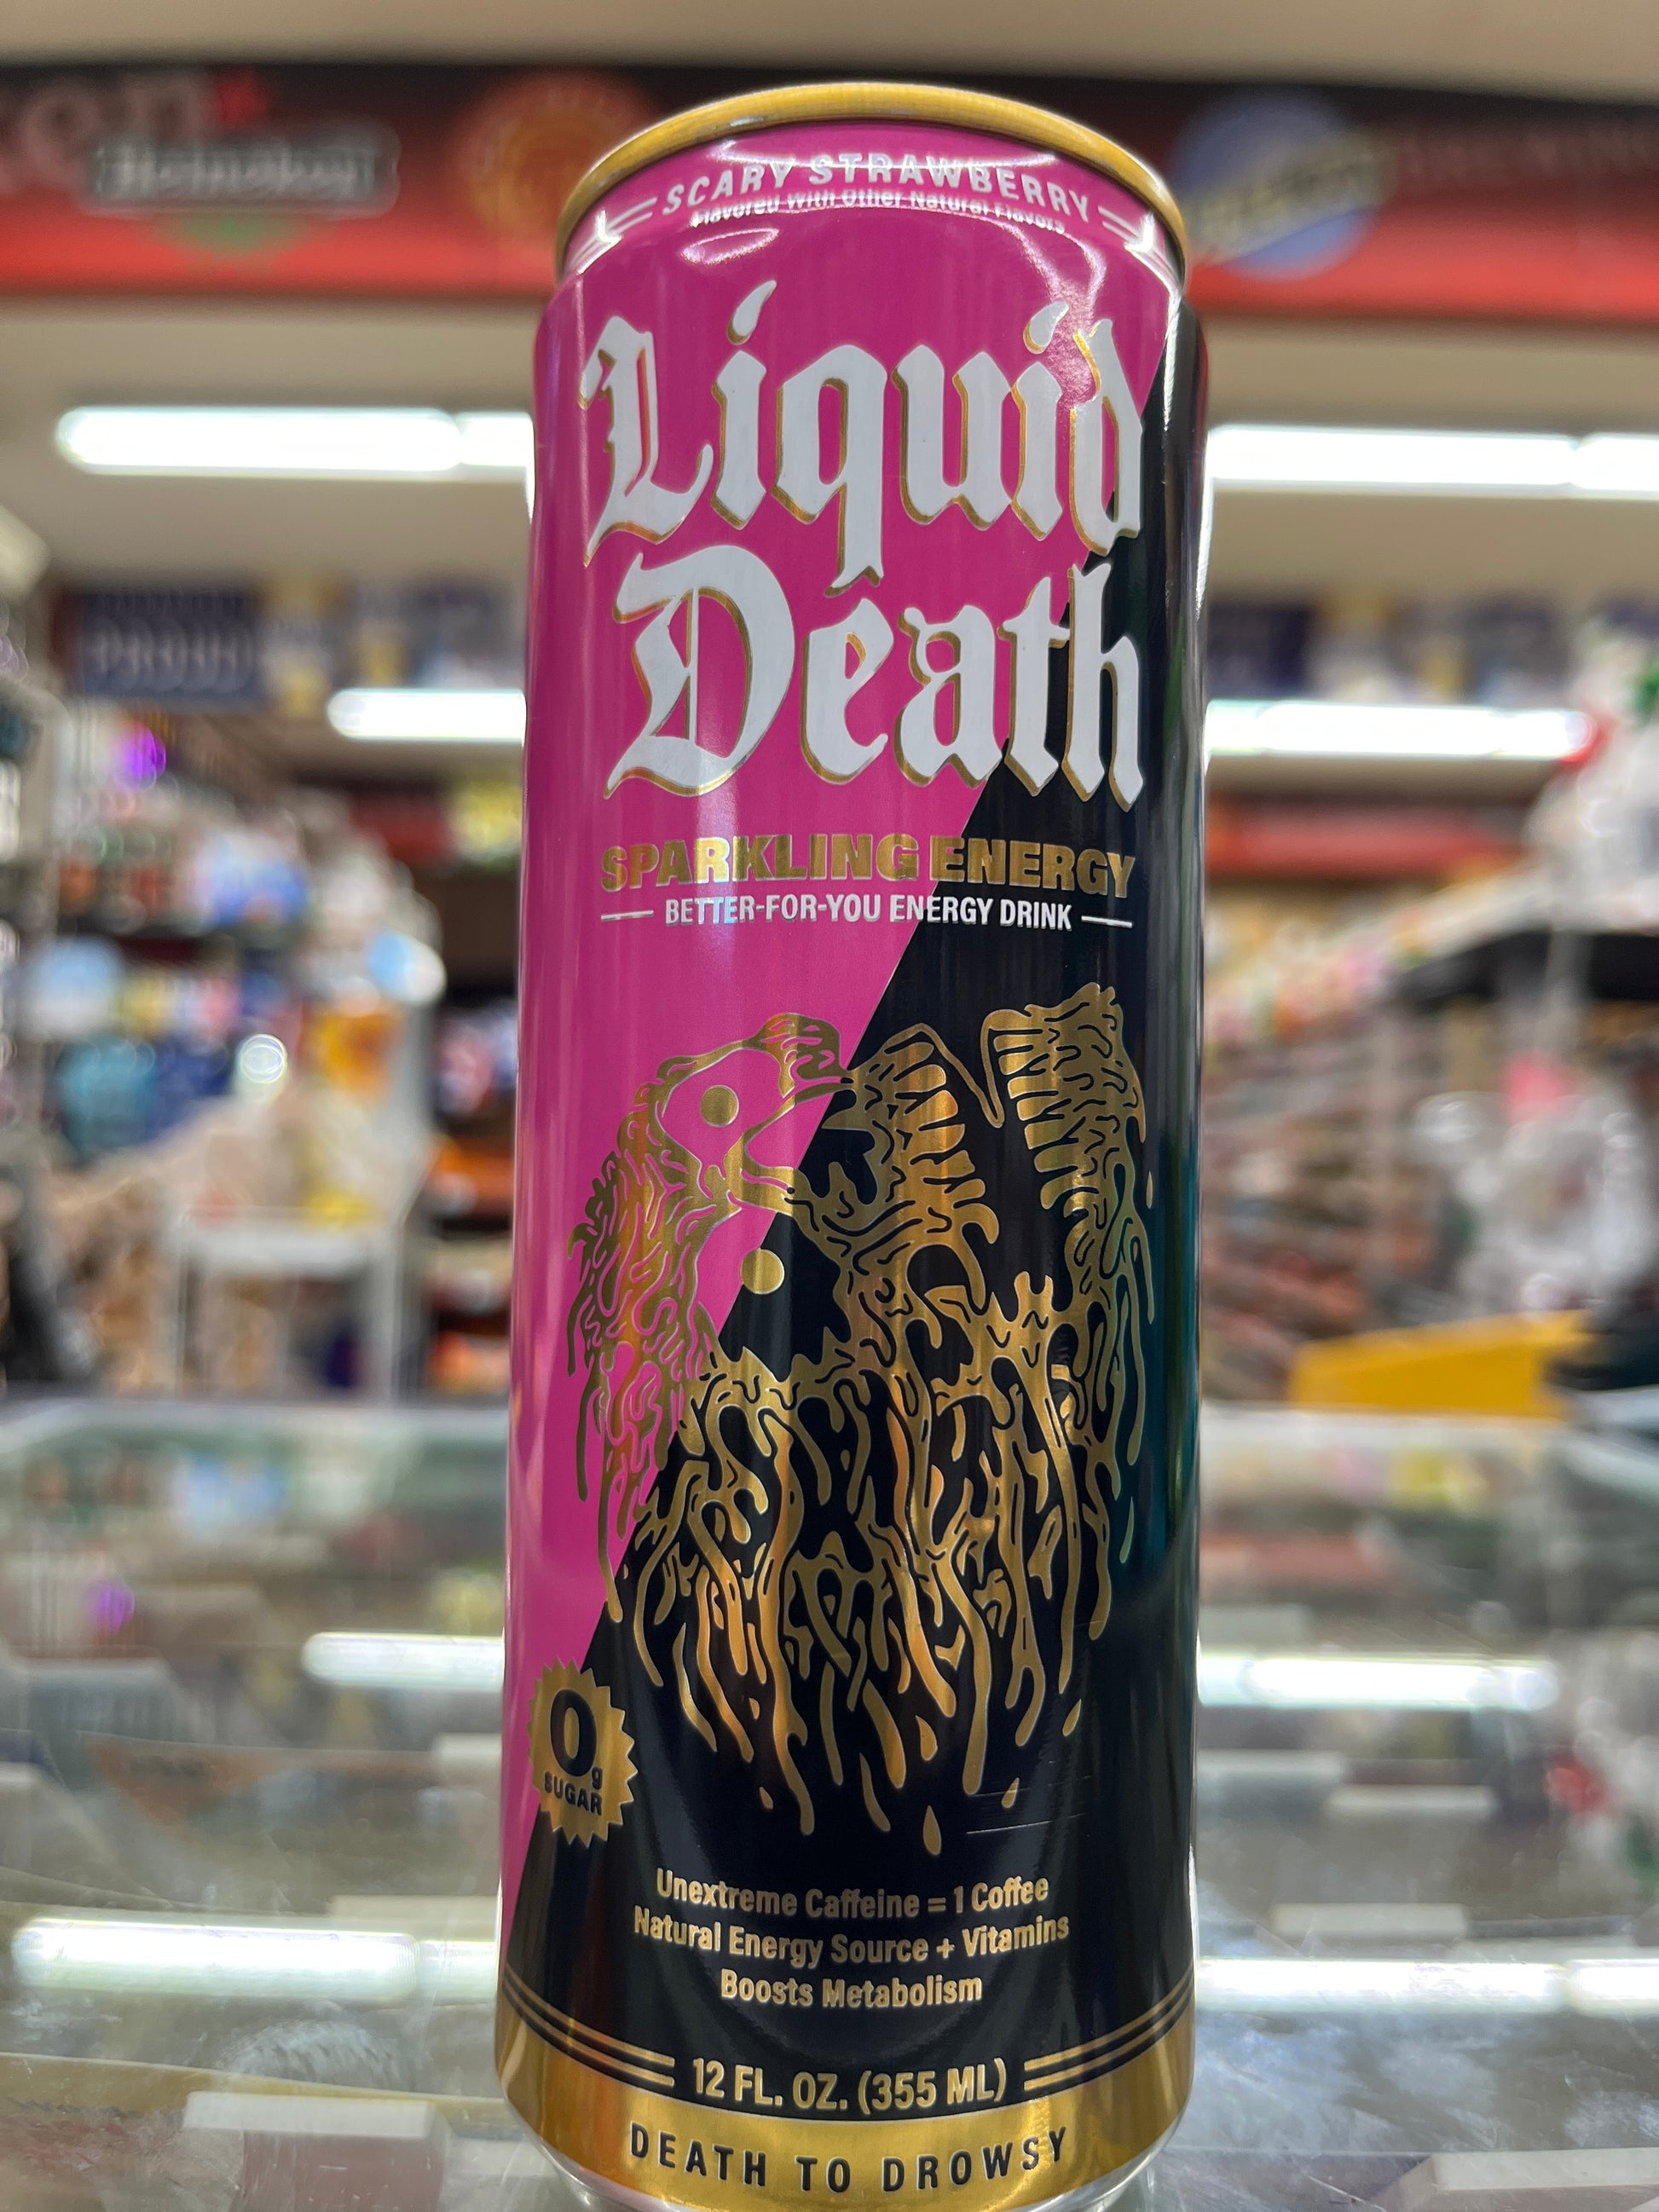 Heineken
SCARY STRAWBERRY
Flavored With Other Natural Flavors
Liquid
Death
SPARKLING ENERGY
BETTER-FOR-YOU ENERGY DRINK
0g
SUGAR
Unextreme Caffeine = 1 Coffee
Natural Energy Source + Vitamins
Boosts Metabolism
12 FL. OZ. (355 ML)
DEATH TO DROWSY